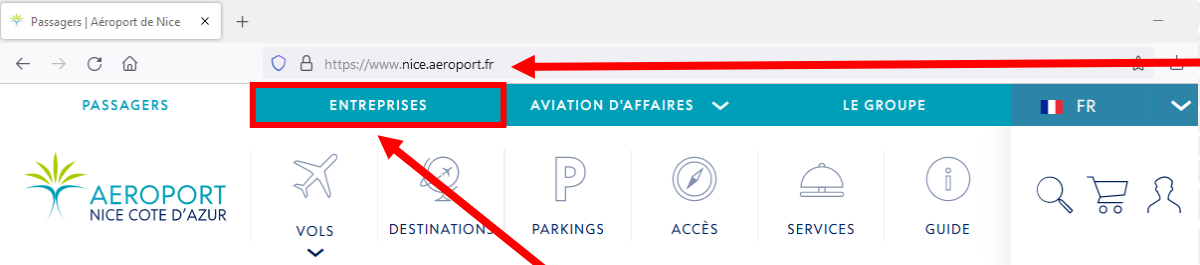 Passagers | Aéroport de Nice
https://www.nice.aeroport.fr
PASSAGERS ENTREPRISES AVIATION D'AFFAIRES LE GROUPE FR
AEROPORT
NICE COTE D'AZUR
VOLS DESTINATIONS PARKINGS ACCÈS SERVICES GUIDE
P
i